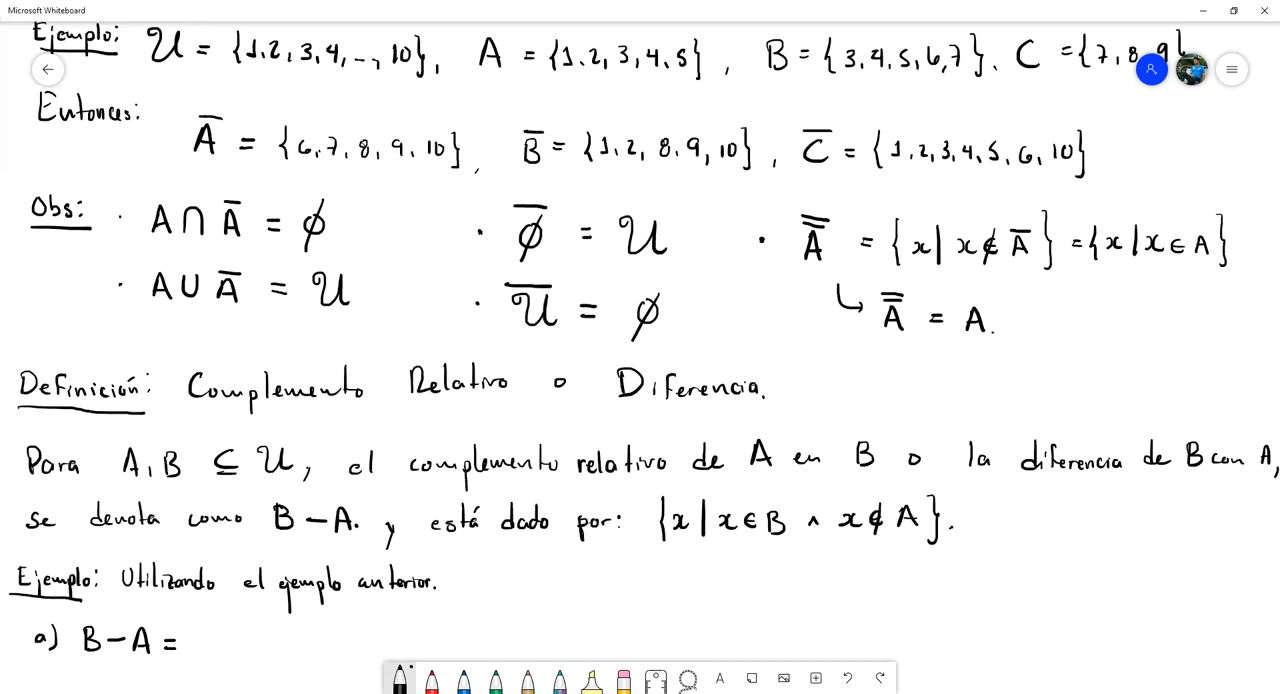 Microsoft Whiteboard
Ejemplo: U = {1,2,3,4,..,10}, A = {1,2,3,4,5}, B = {3,4,5,6,7}, C = {7,8,9}
Entonces:
A̅ = {6,7,8,9,10}, B̅ = {1,2,8,9,10}, C̅ = {1,2,3,4,5,6,10}
Obs: · A ∩ A̅ = ∅ · ∅̅ = U · A̿ = {x | x ∉ A̅} = {x | x ∈ A}
· A ∪ A̅ = U · U̅ = ∅ ↳ A̿ = A.
Definición: Complemento Relativo o Diferencia.
Para A, B ⊆ U, el complemento relativo de A en B o la diferencia de B con A,
se denota como B − A. y está dado por: {x | x ∈ B ∧ x ∉ A}.
Ejemplo: Utilizando el ejemplo anterior.
a) B − A =
A